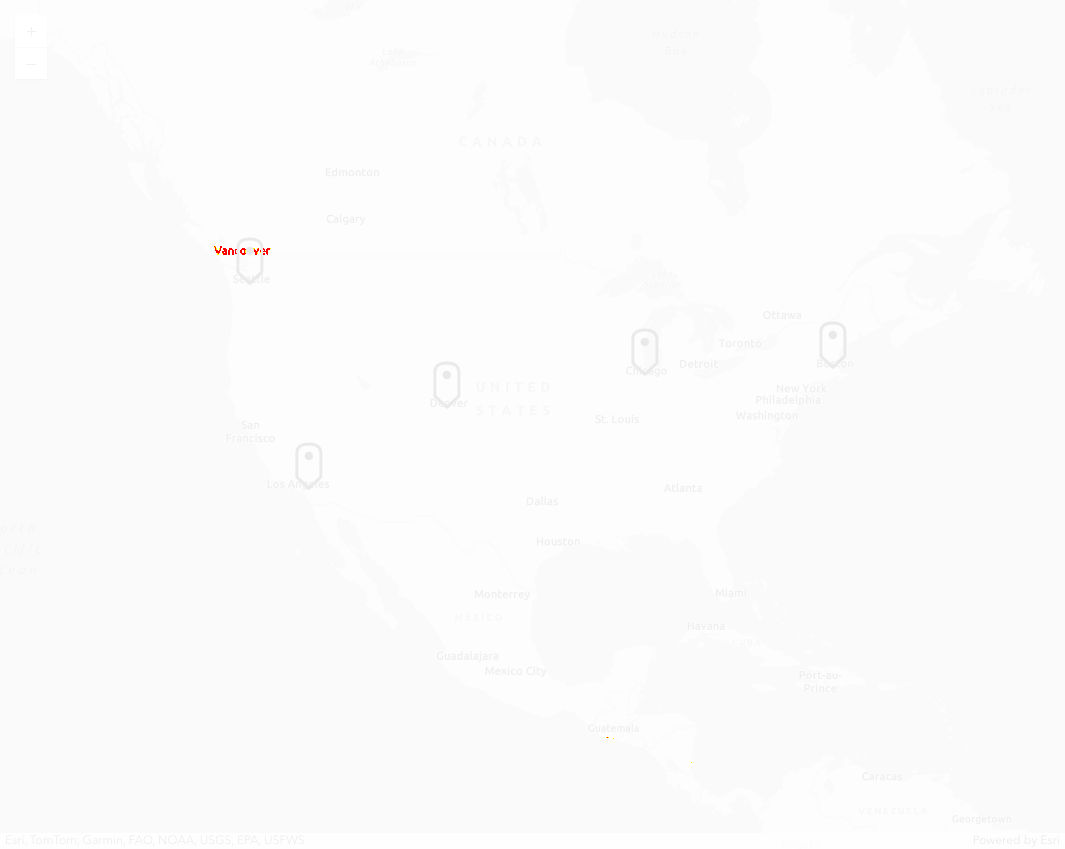 +
−
Hudson
Bay
CANADA
Edmonton
Calgary
Vancouver
Seattle
Ottawa
Toronto
Chicago
Detroit
Boston
New York
Philadelphia
Washington
UNITED
STATES
Denver
St. Louis
San
Francisco
Los Angeles
Atlanta
Dallas
Houston
Monterrey
Miami
MEXICO
Havana
Guadalajara
Mexico City
Port-au-
Prince
Guatemala
Caracas
VENEZUELA
Georgetown
Esri, TomTom, Garmin, FAO, NOAA, USGS, EPA, USFWS
Powered by Esri